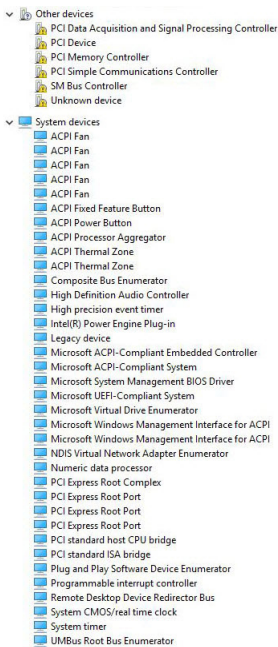 Other devices
PCI Data Acquisition and Signal Processing Controller
PCI Device
PCI Memory Controller
PCI Simple Communications Controller
SM Bus Controller
Unknown device
System devices
ACPI Fan
ACPI Fan
ACPI Fan
ACPI Fan
ACPI Fan
ACPI Fixed Feature Button
ACPI Power Button
ACPI Processor Aggregator
ACPI Thermal Zone
ACPI Thermal Zone
Composite Bus Enumerator
High Definition Audio Controller
High precision event timer
Intel(R) Power Engine Plug-in
Legacy device
Microsoft ACPI-Compliant Embedded Controller
Microsoft ACPI-Compliant System
Microsoft System Management BIOS Driver
Microsoft UEFI-Compliant System
Microsoft Virtual Drive Enumerator
Microsoft Windows Management Interface for ACPI
Microsoft Windows Management Interface for ACPI
NDIS Virtual Network Adapter Enumerator
Numeric data processor
PCI Express Root Complex
PCI Express Root Port
PCI Express Root Port
PCI Express Root Port
PCI standard host CPU bridge
PCI standard ISA bridge
Plug and Play Software Device Enumerator
Programmable interrupt controller
Remote Desktop Device Redirector Bus
System CMOS/real time clock
System timer
UMBus Root Bus Enumerator